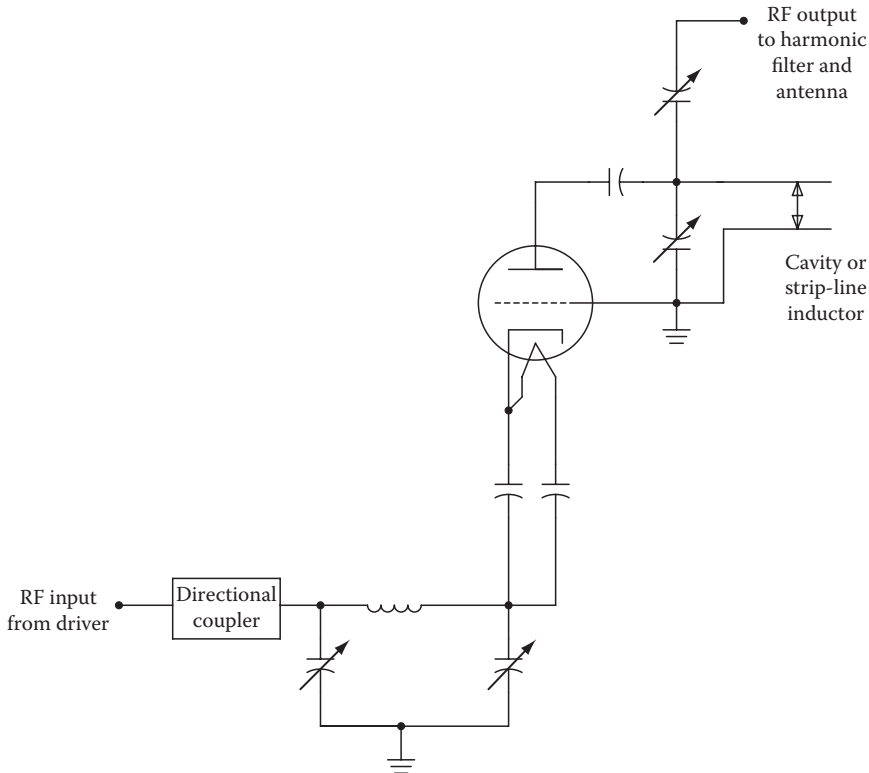 RF output
to harmonic
filter and
antenna
Cavity or
strip-line
inductor
RF input
from driver
Directional
coupler